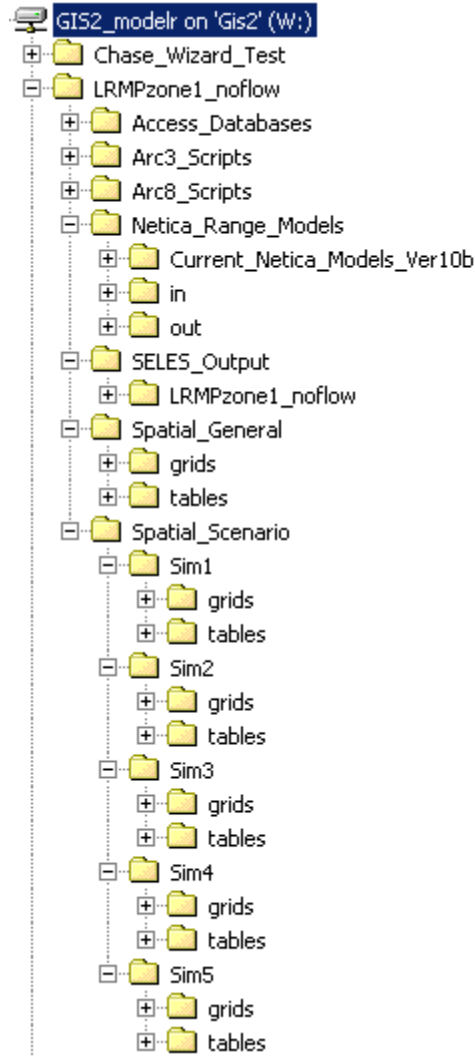 GIS2_modelr on 'Gis2' (W:)
Chase_Wizard_Test
LRMPzone1_noflow
Access_Databases
Arc3_Scripts
Arc8_Scripts
Netica_Range_Models
Current_Netica_Models_Ver10b
in
out
SELES_Output
LRMPzone1_noflow
Spatial_General
grids
tables
Spatial_Scenario
Sim1
grids
tables
Sim2
grids
tables
Sim3
grids
tables
Sim4
grids
tables
Sim5
grids
tables